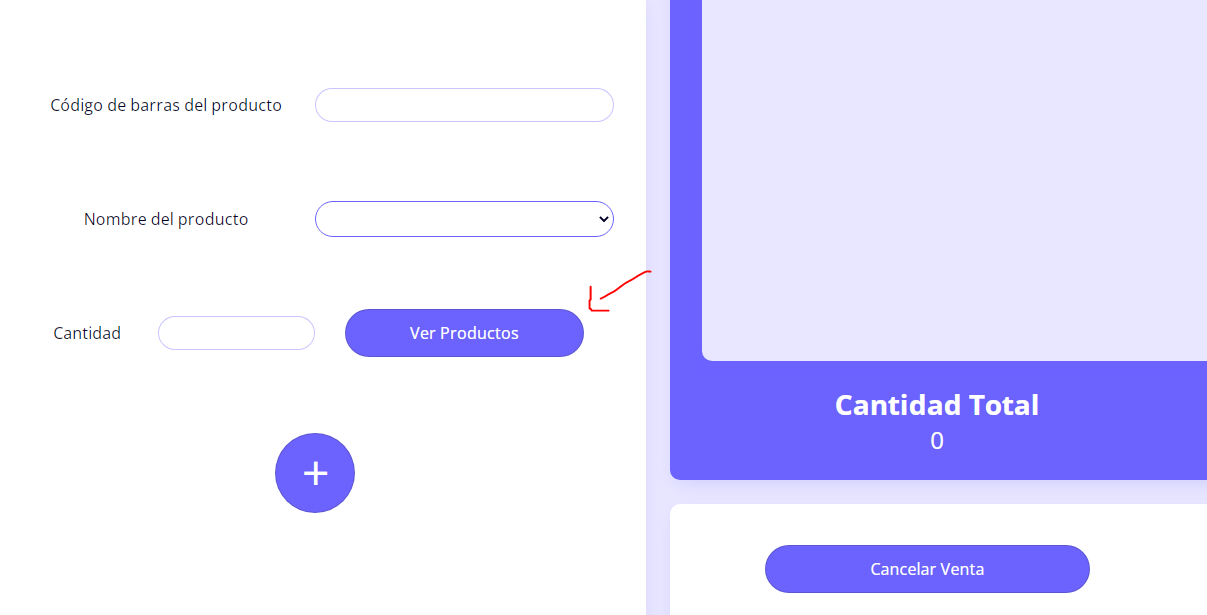 Código de barras del producto
Nombre del producto
Cantidad
Ver Productos
+
Cantidad Total
0
Cancelar Venta